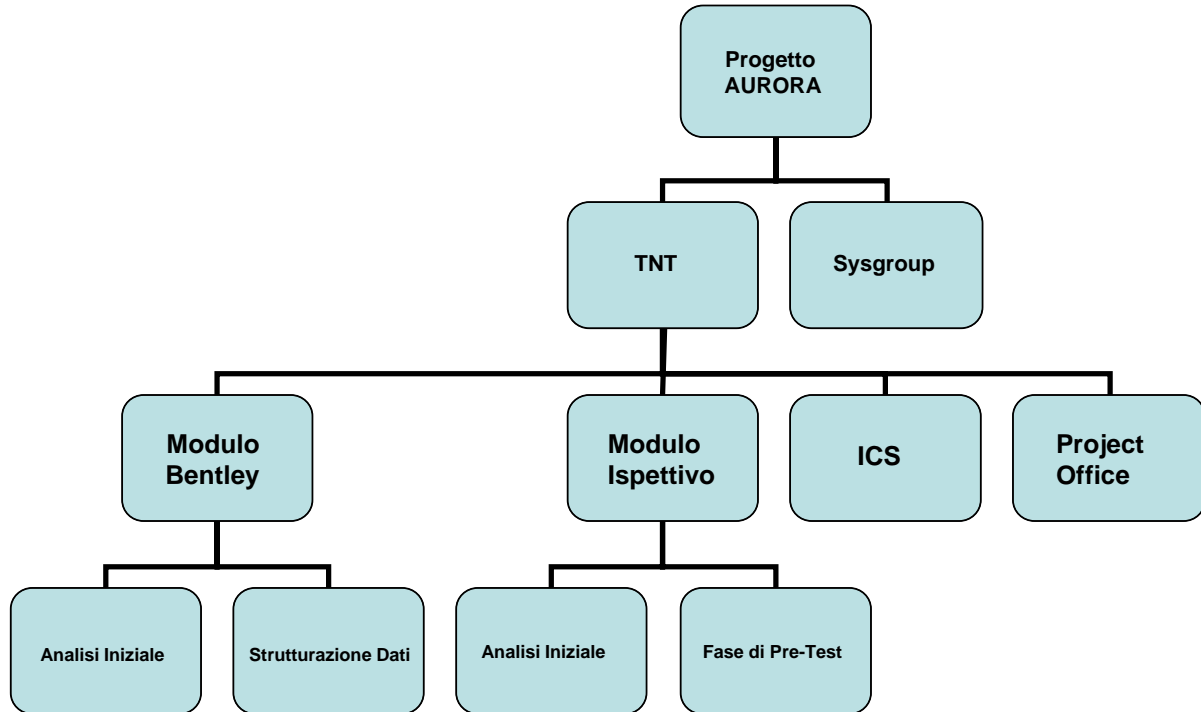 Progetto
AURORA
TNT
Sysgroup
Modulo
Bentley
Modulo
Ispettivo
ICS
Project
Office
Analisi Iniziale
Strutturazione Dati
Analisi Iniziale
Fase di Pre-Test